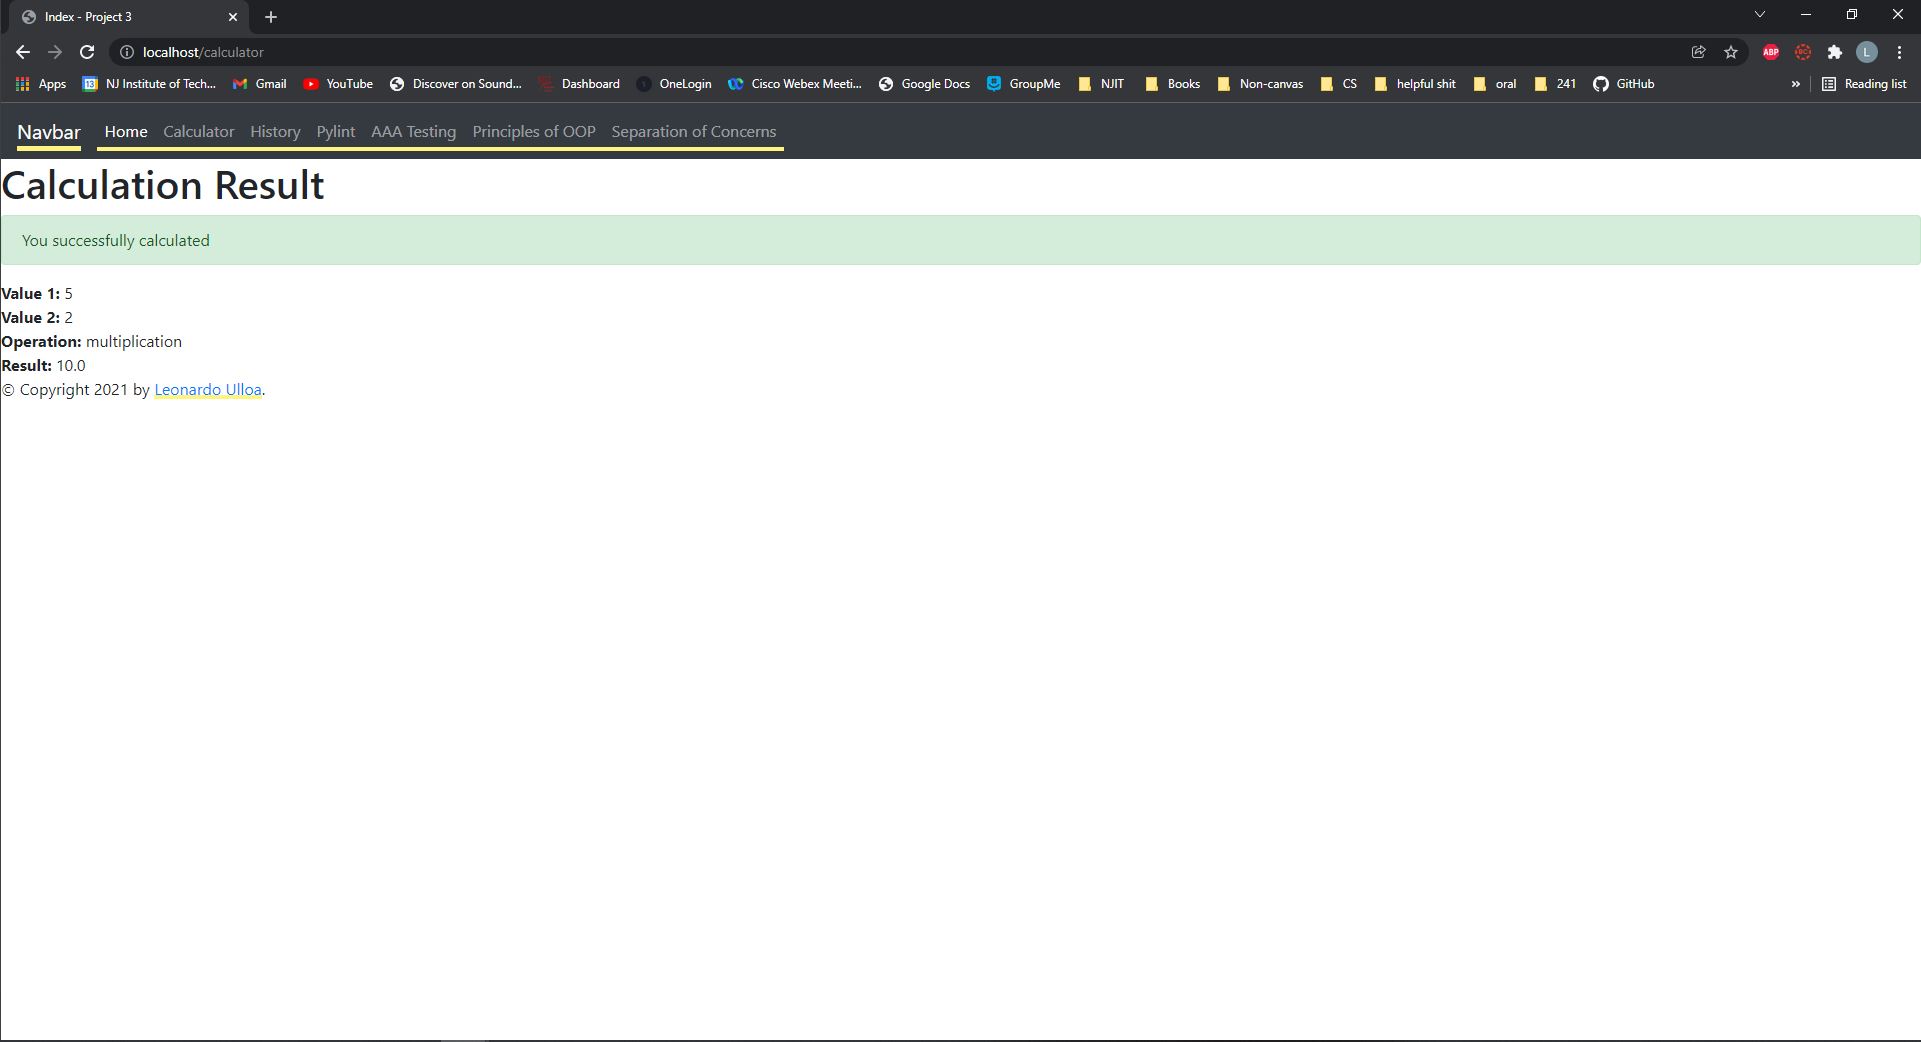 Index - Project 3
localhost/calculator
ABP
L
Apps
13 NJ Institute of Tech...
Gmail
YouTube
Discover on Sound...
Dashboard
OneLogin
Cisco Webex Meeti...
Google Docs
GroupMe
NJIT
Books
Non-canvas
CS
helpful shit
oral
241
GitHub
»
Reading list
Navbar Home Calculator History Pylint AAA Testing Principles of OOP Separation of Concerns
Calculation Result
You successfully calculated
Value 1: 5
Value 2: 2
Operation: multiplication
Result: 10.0
© Copyright 2021 by Leonardo Ulloa.